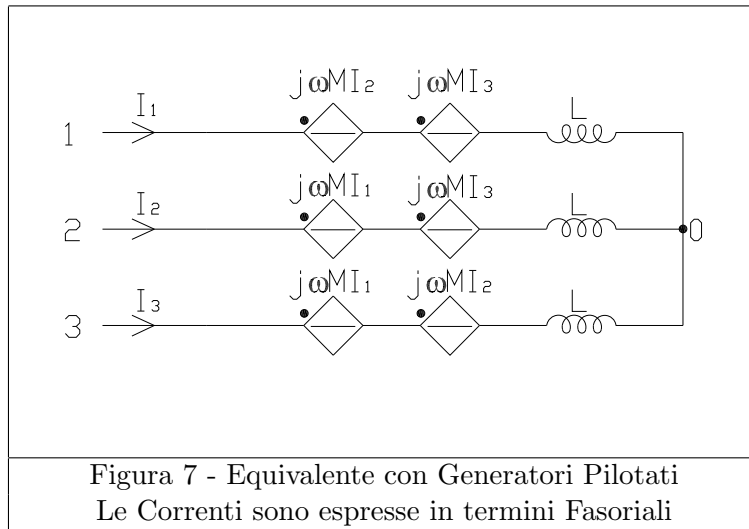 jωMI2 jωMI3 L
1 I1
jωMI1 jωMI3 L
2 I2 0
jωMI1 jωMI2 L
3 I3
Figura 7 - Equivalente con Generatori Pilotati
Le Correnti sono espresse in termini Fasoriali